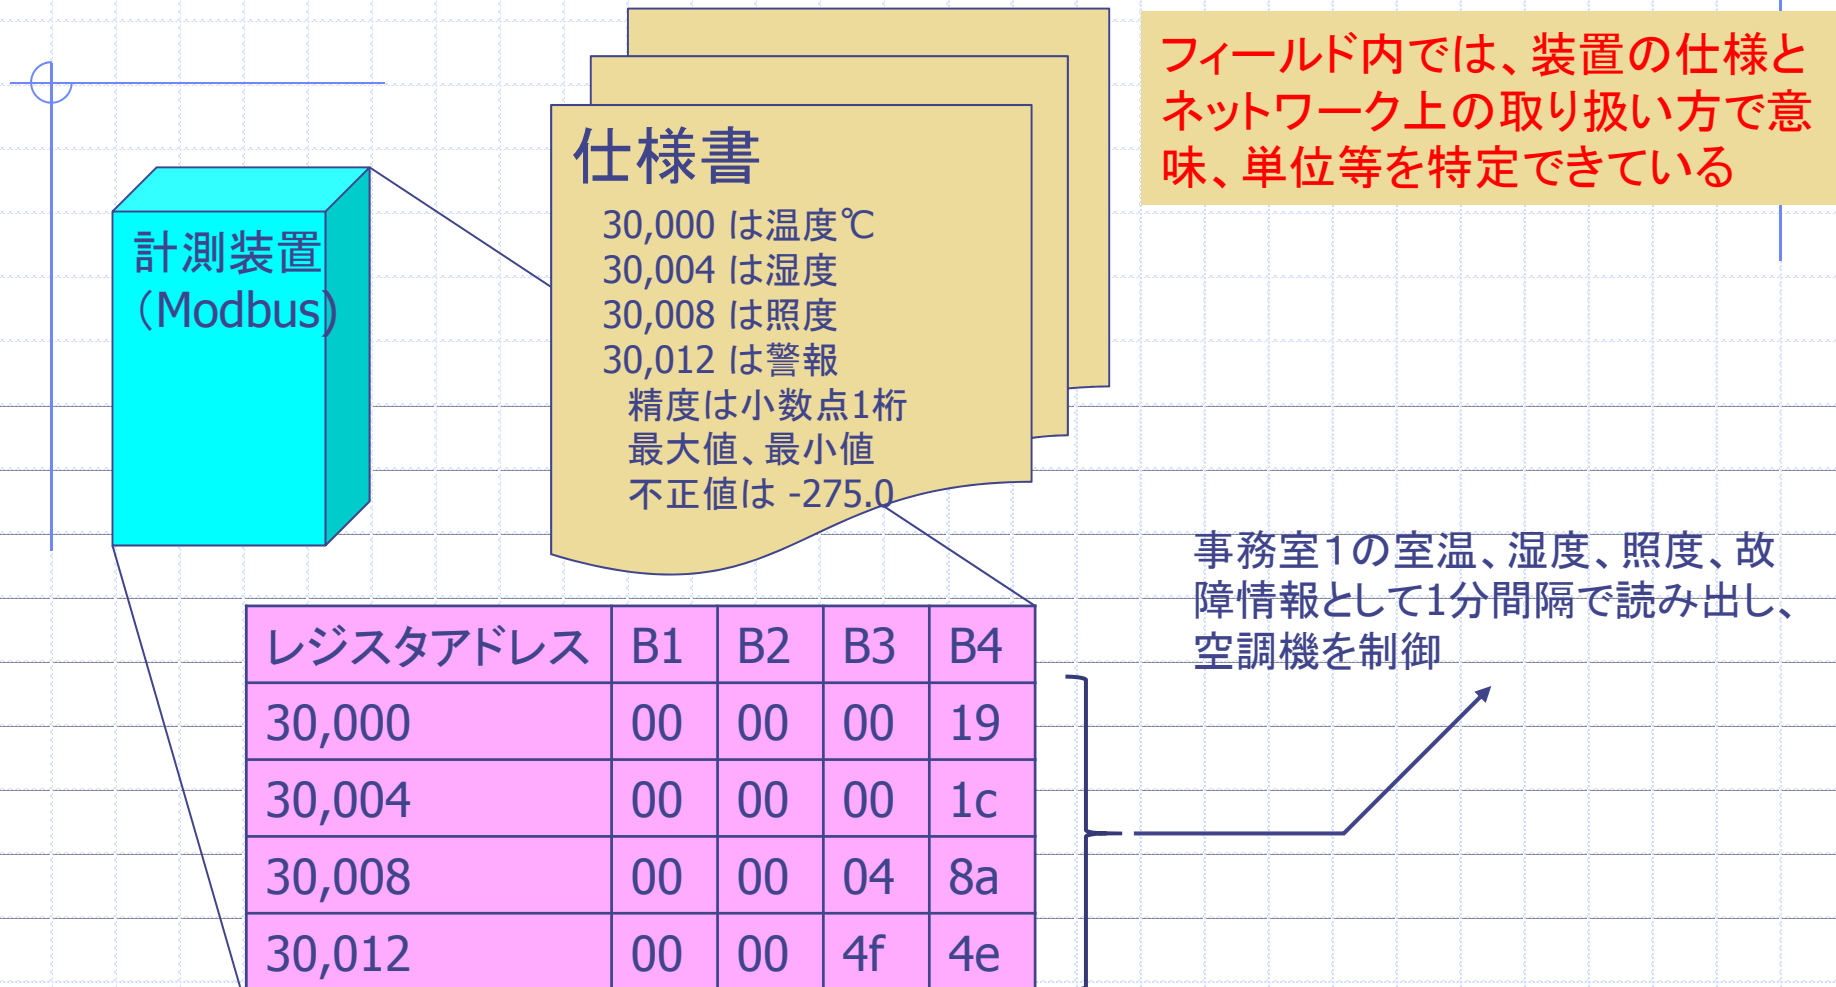 フィールド内では、装置の仕様と
ネットワーク上の取り扱い方で意
味、単位等を特定できている
計測装置
（Modbus)
仕様書
30,000 は温度℃
30,004 は湿度
30,008 は照度
30,012 は警報
精度は小数点1桁
最大値、最小値
不正値は -275.0
事務室１の室温、湿度、照度、故
障情報として1分間隔で読み出し、
空調機を制御
レジスタアドレス B1 B2 B3 B4
30,000 00 00 00 19
30,004 00 00 00 1c
30,008 00 00 04 8a
30,012 00 00 4f 4e